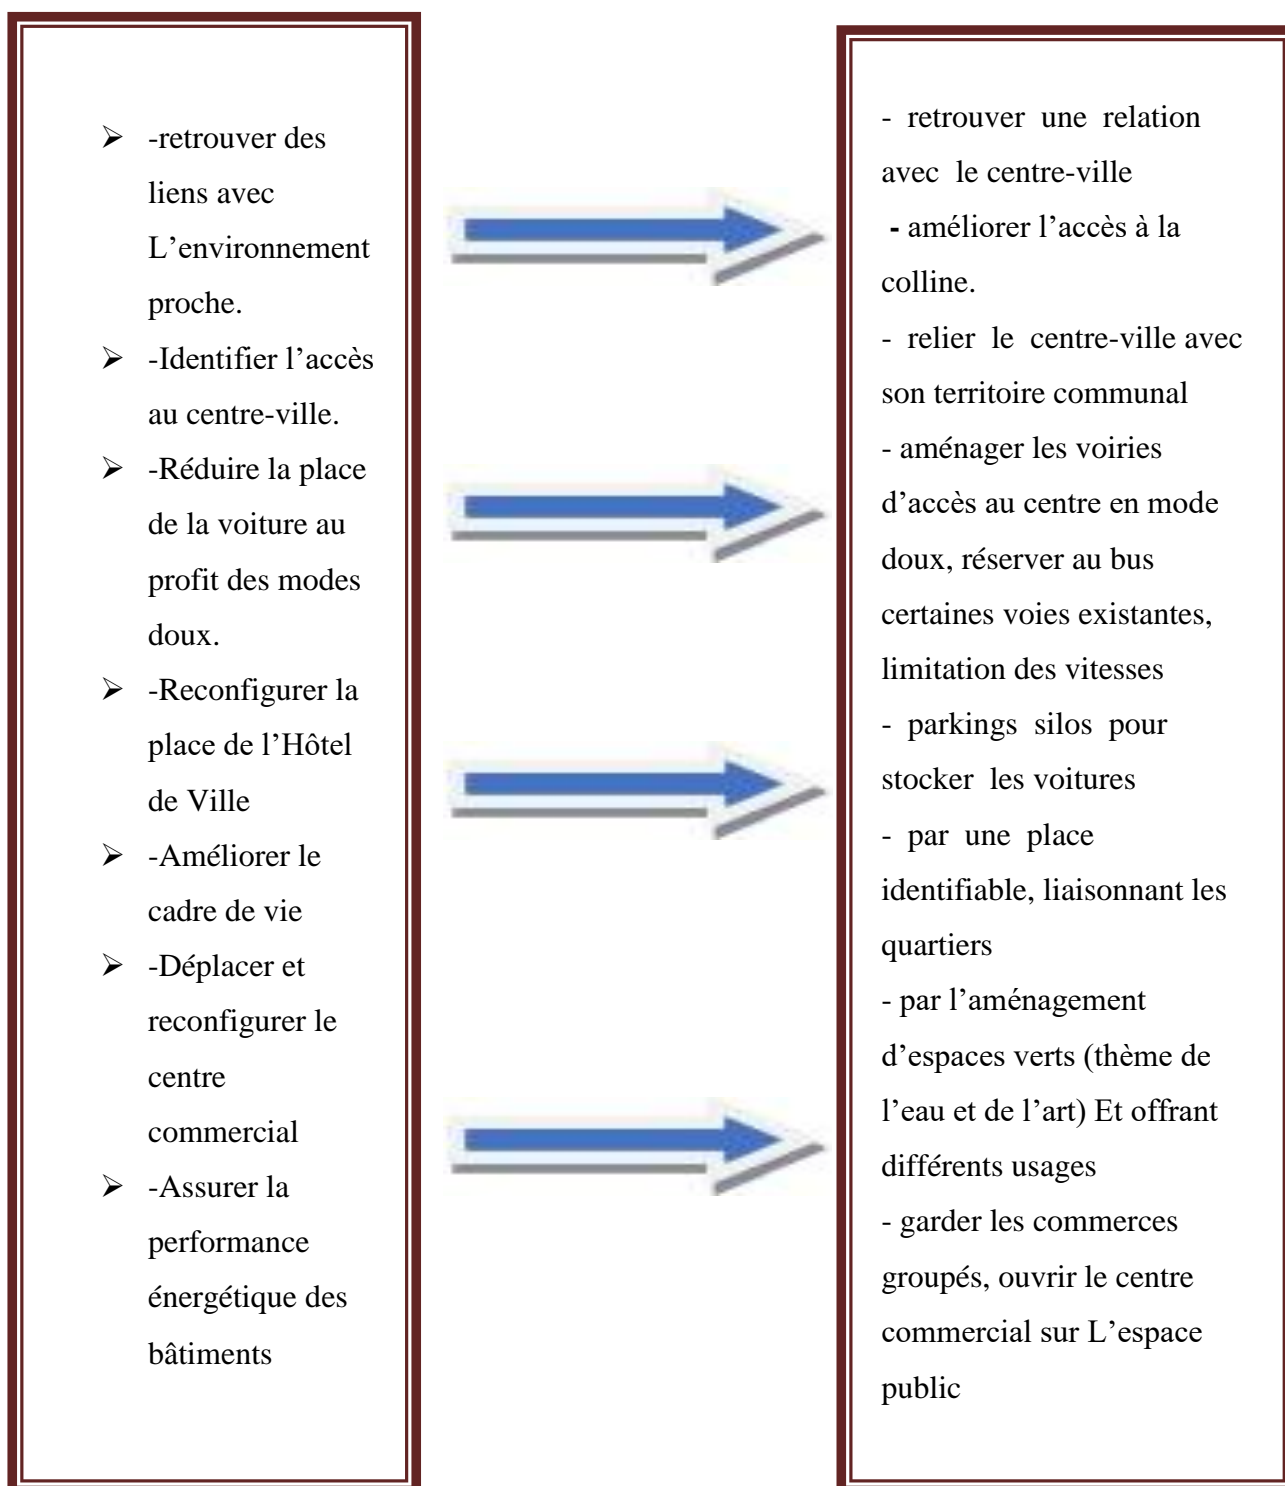 ➢ -retrouver des
liens avec
L’environnement
proche.
➢ -Identifier l’accès
au centre-ville.
➢ -Réduire la place
de la voiture au
profit des modes
doux.
➢ -Reconfigurer la
place de l’Hôtel
de Ville
➢ -Améliorer le
cadre de vie
➢ -Déplacer et
reconfigurer le
centre
commercial
➢ -Assurer la
performance
énergétique des
bâtiments
- retrouver une relation
avec le centre-ville
- améliorer l’accès à la
colline.
- relier le centre-ville avec
son territoire communal
- aménager les voiries
d’accès au centre en mode
doux, réserver au bus
certaines voies existantes,
limitation des vitesses
- parkings silos pour
stocker les voitures
- par une place
identifiable, liaisonnant les
quartiers
- par l’aménagement
d’espaces verts (thème de
l’eau et de l’art) Et offrant
différents usages
- garder les commerces
groupés, ouvrir le centre
commercial sur L’espace
public